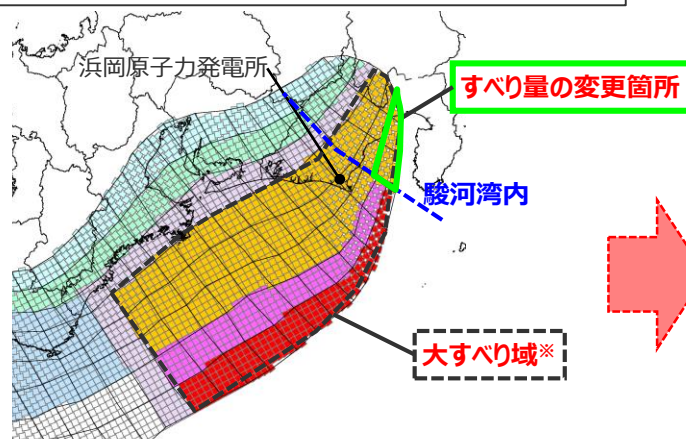 浜岡原子力発電所
すべり量の変更箇所
駿河湾内
大すべり域※